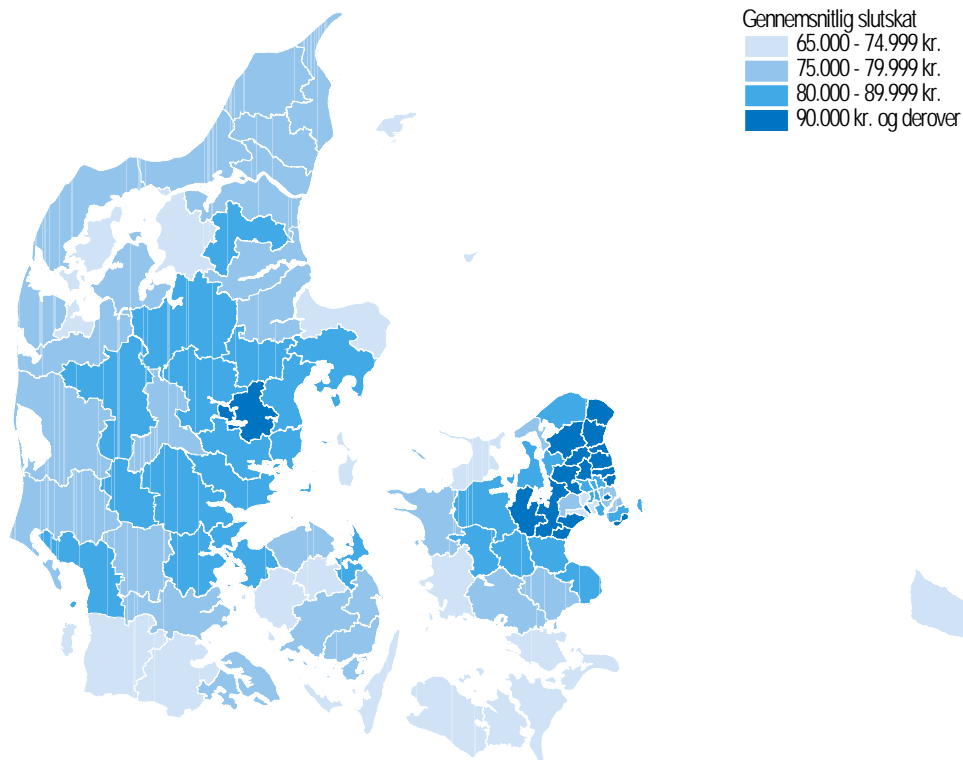 Gennemsnitlig slutskat
65.000 - 74.999 kr.
75.000 - 79.999 kr.
80.000 - 89.999 kr.
90.000 kr. og derover